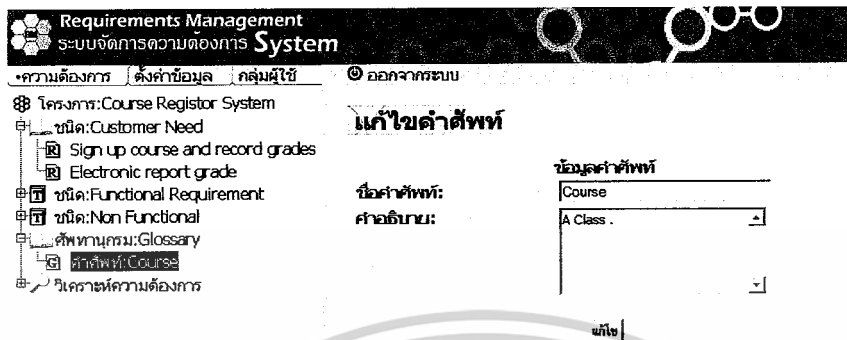 Requirements Management
ระบบจัดการความต้องการ System
•ความต้องการ ตั้งค่าข้อมูล กลุ่มผู้ใช้ ออกจากระบบ
โครงการ:Course Registor System
ชนิด:Customer Need
R Sign up course and record grades
R Electronic report grade
T ชนิด:Functional Requirement
T ชนิด:Non Functional
ศัพทานุกรม:Glossary
G คำศัพท์:Course
วิเคราะห์ความต้องการ
แก้ไขคำศัพท์
ข้อมูลคำศัพท์
ชื่อคำศัพท์: Course
คำอธิบาย: A Class .
แก้ไข